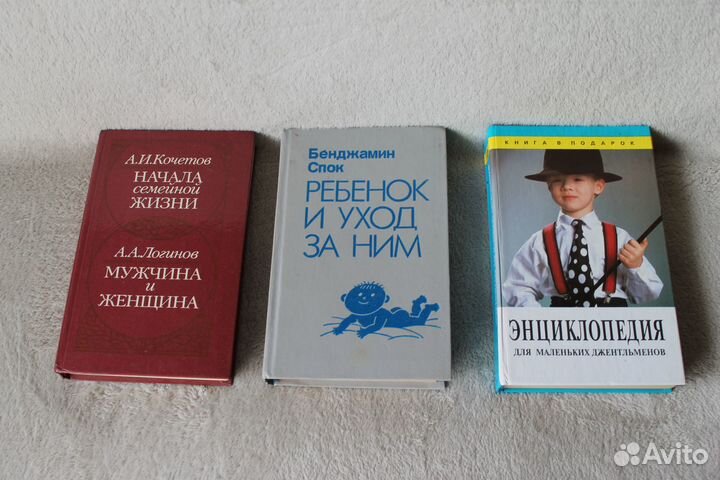 А.И.Кочетов
НАЧАЛА
семейной
ЖИЗНИ
А.А.Логинов
МУЖЧИНА
и
ЖЕНЩИНА
Бенджамин
Спок
РЕБЕНОК
И УХОД
ЗА НИМ
КНИГА В ПОДАРОК
ЭНЦИКЛОПЕДИЯ
ДЛЯ МАЛЕНЬКИХ ДЖЕНТЛЬМЕНОВ
Avito